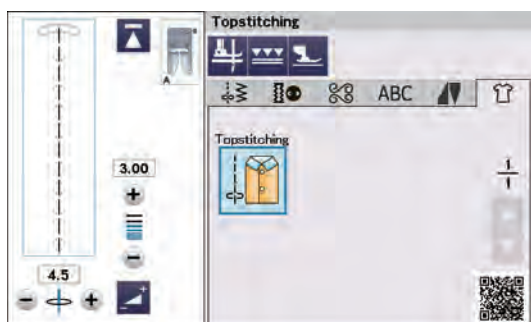 Topstitching
A
ABC
Topstitching
3.00
+
1
1
−
4.5
− +
+